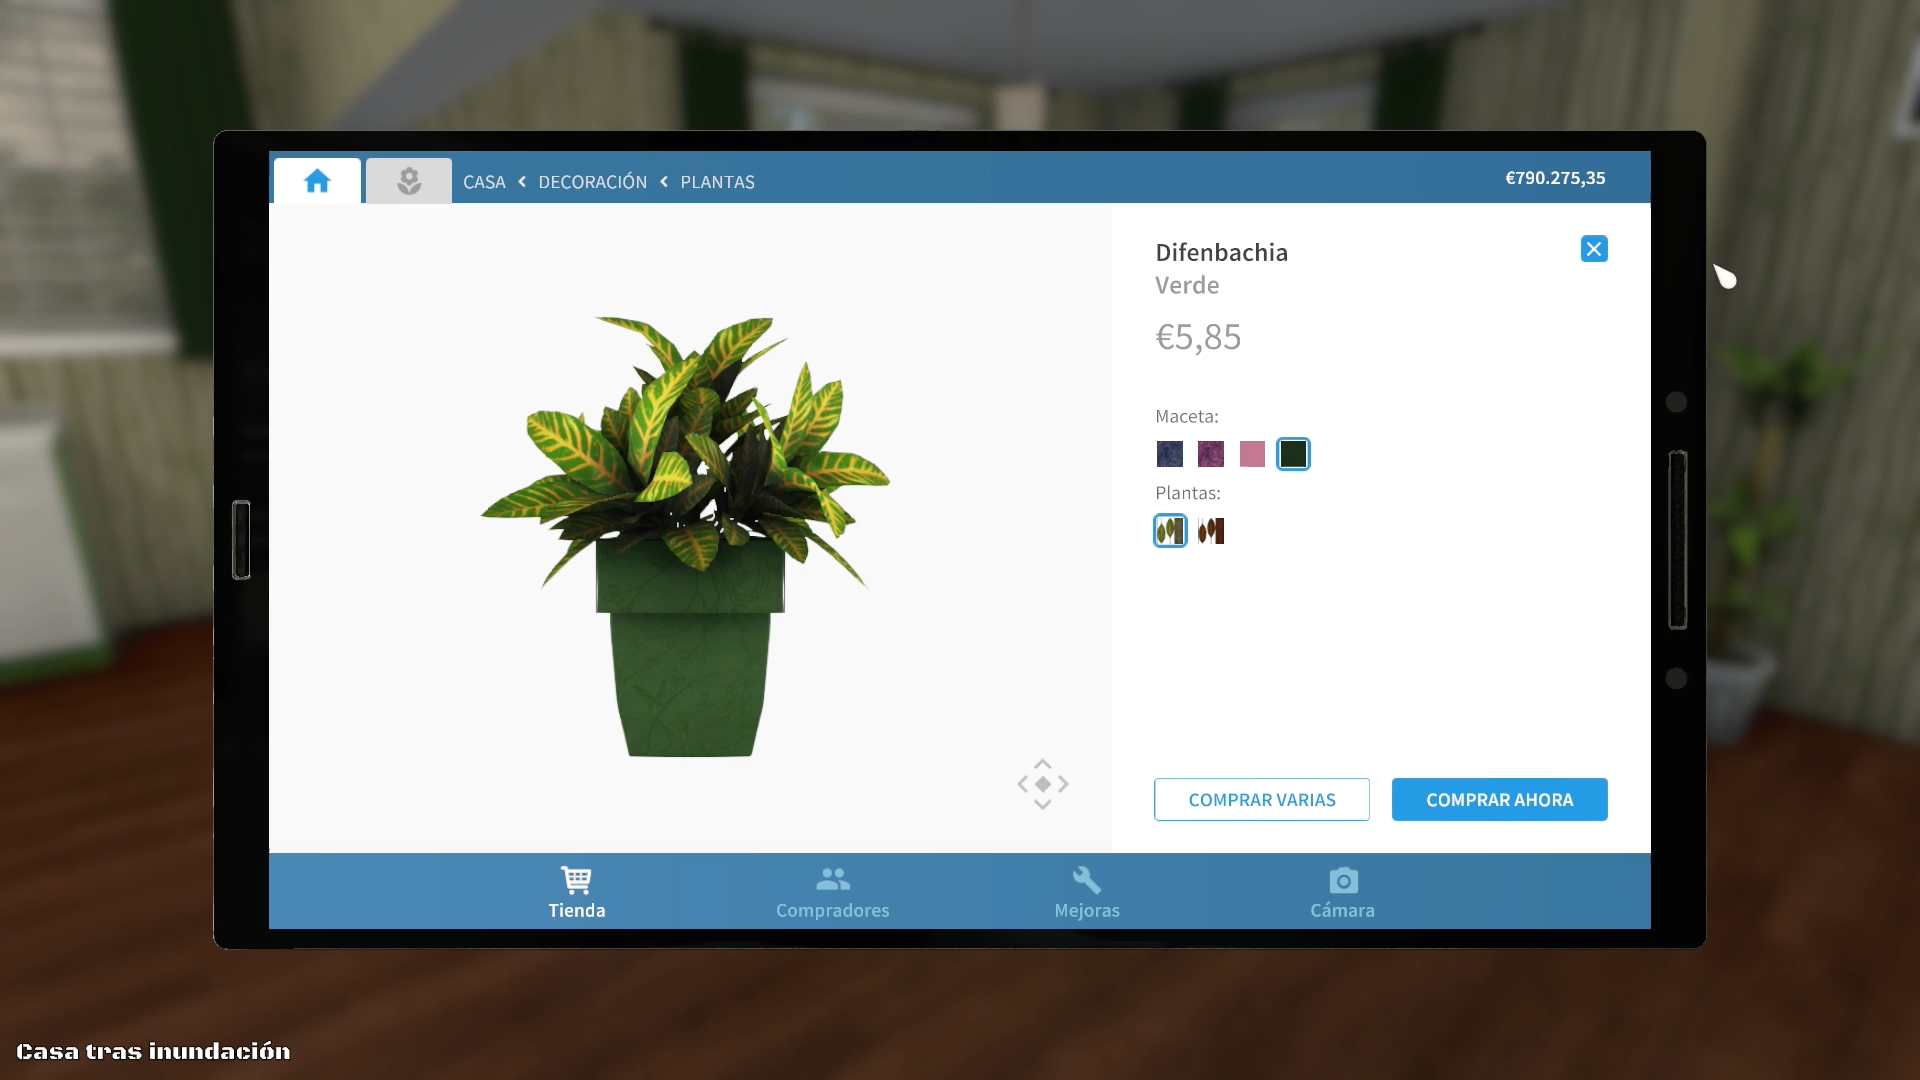 CASA < DECORACIÓN < PLANTAS
€790.275,35
Difenbachia
Verde
€5,85
Maceta:
Plantas:
COMPRAR VARIAS
COMPRAR AHORA
Tienda
Compradores
Mejoras
Cámara
Casa tras inundación